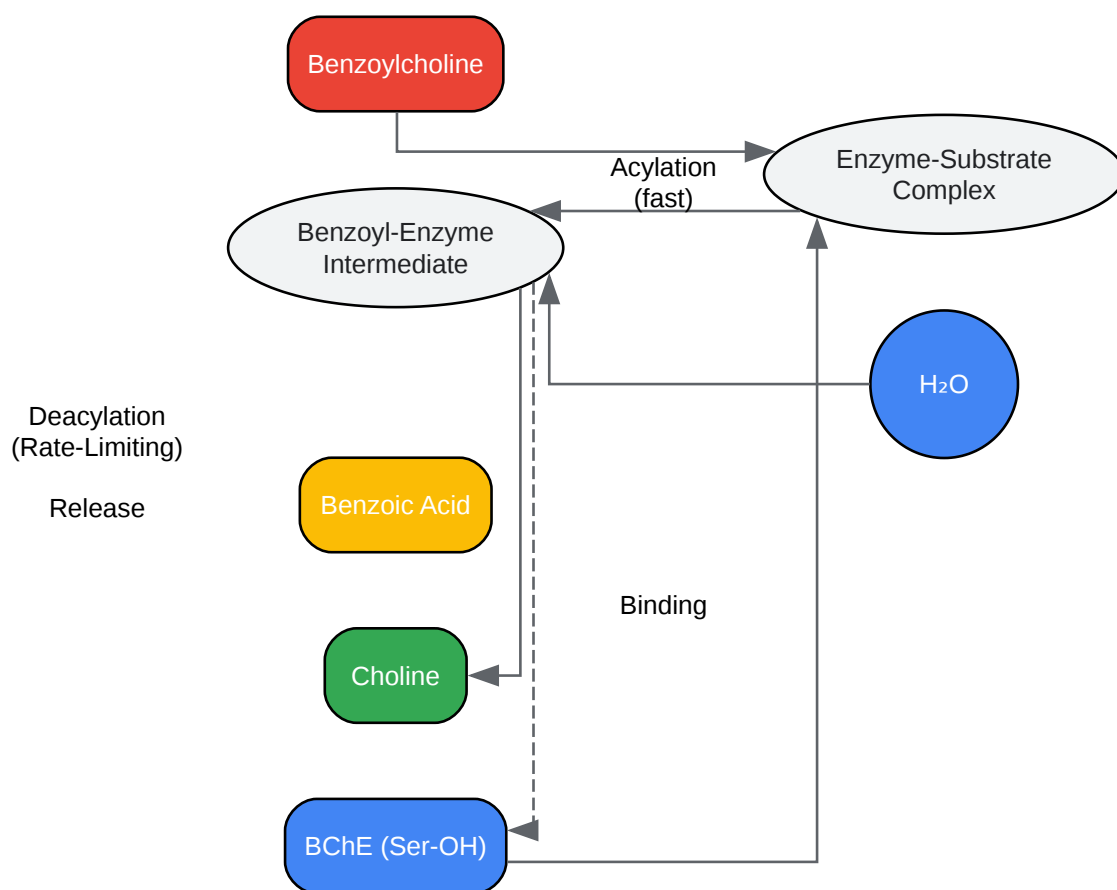 Benzoylcholine
Enzyme-Substrate
Complex
Acylation
(fast)
Benzoyl-Enzyme
Intermediate
H₂O
Deacylation
(Rate-Limiting)
Release
Benzoic Acid
Binding
Choline
BChE (Ser-OH)